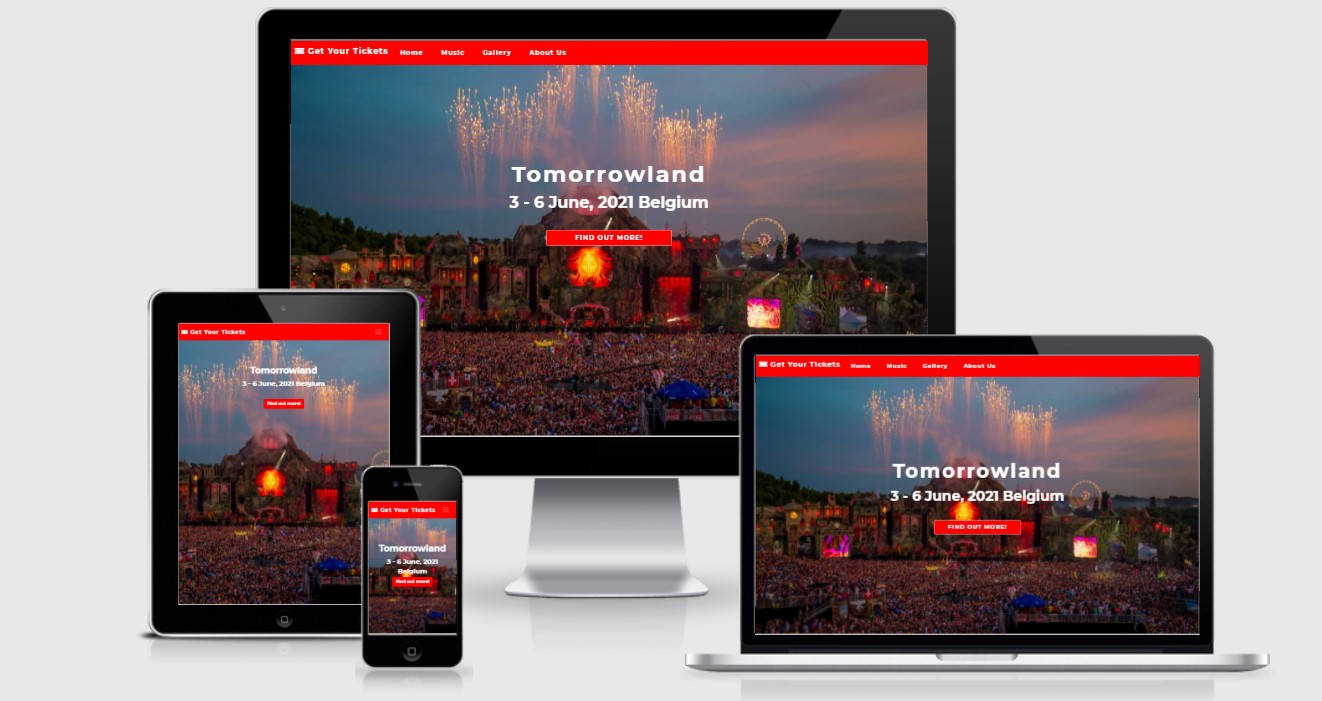 Get Your Tickets Home Music Gallery About Us
Tomorrowland
3 - 6 June, 2021 Belgium
FIND OUT MORE!
Get Your Tickets
Tomorrowland
3 - 6 June, 2021 Belgium
Find out more!
Get Your Tickets
Tomorrowland
3 - 6 June, 2021
Belgium
Find out more!
Get Your Tickets Home Music Gallery About Us
Tomorrowland
3 - 6 June, 2021 Belgium
FIND OUT MORE!